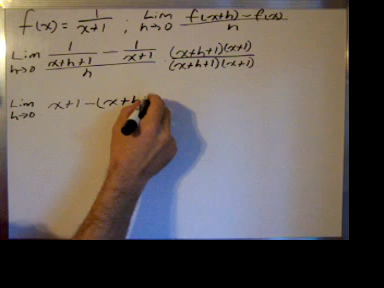 f(x) = 1/(x+1) ; Lim h→0 (f(x+h) − f(x))/h
Lim h→0 (1/(x+h+1) − 1/(x+1))/h · ((x+h+1)(x+1))/((x+h+1)(x+1))
Lim h→0 x+1 −(x+h